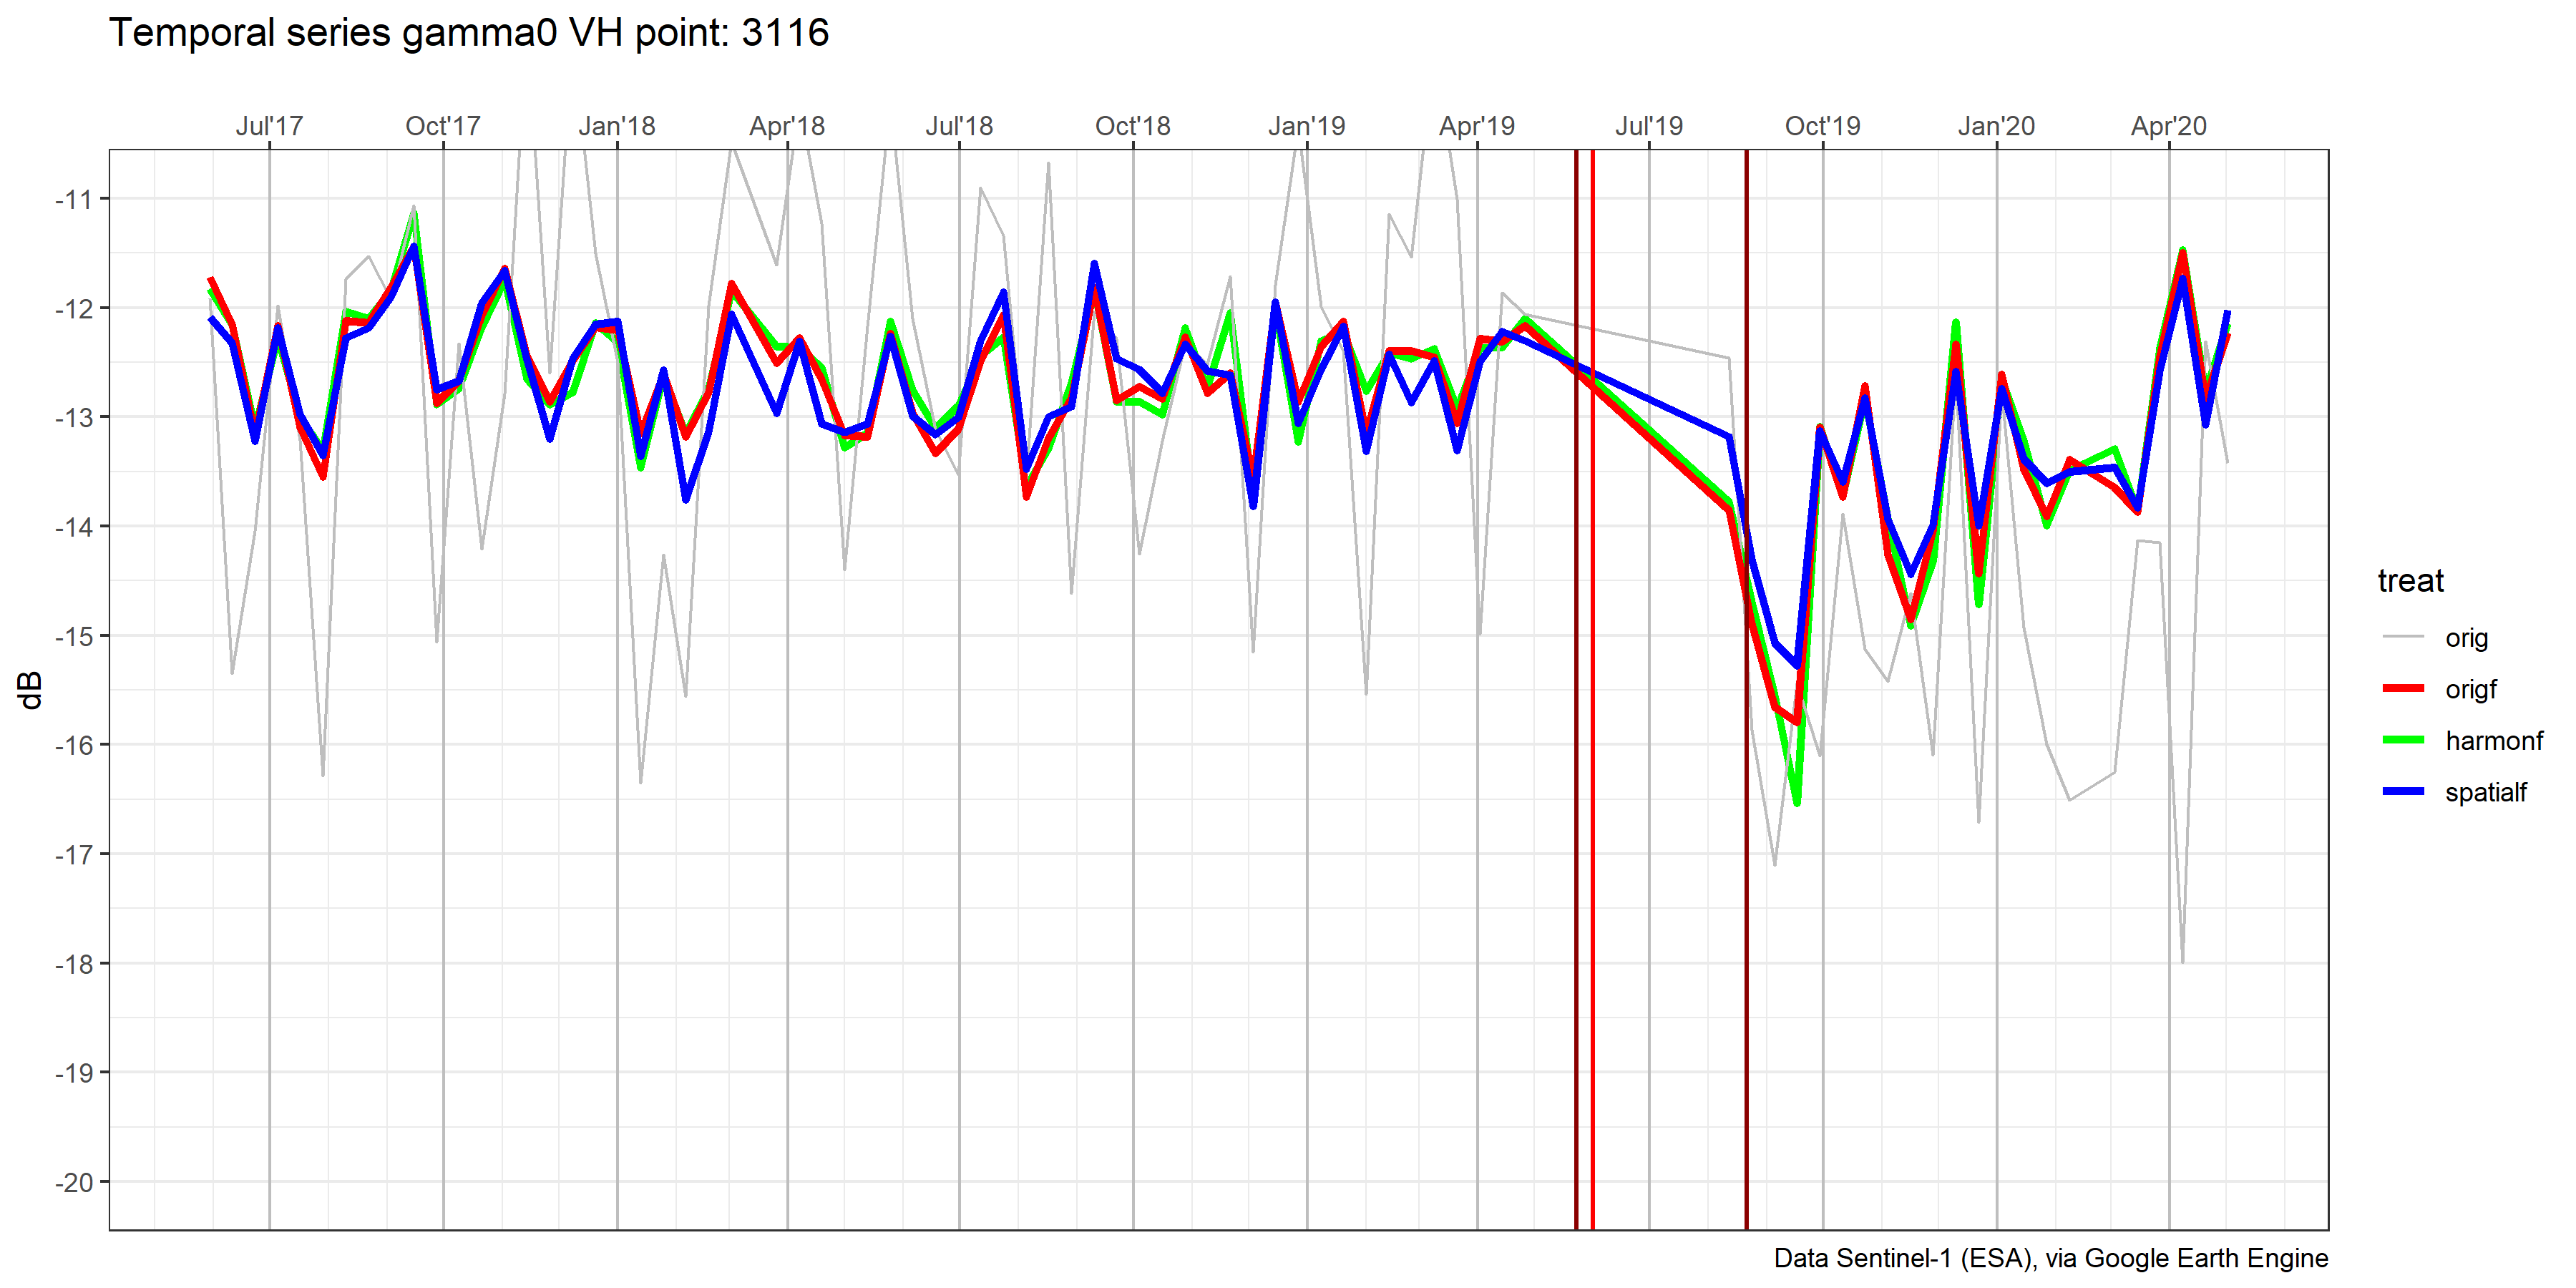 Temporal series gamma0 VH point: 3116
Jul'17 Oct'17 Jan'18 Apr'18 Jul'18 Oct'18 Jan'19 Apr'19 Jul'19 Oct'19 Jan'20 Apr'20
-11
-12
-13
-14
-15
-16
-17
-18
-19
-20
dB
treat
orig
origf
harmonf
spatialf
Data Sentinel-1 (ESA), via Google Earth Engine